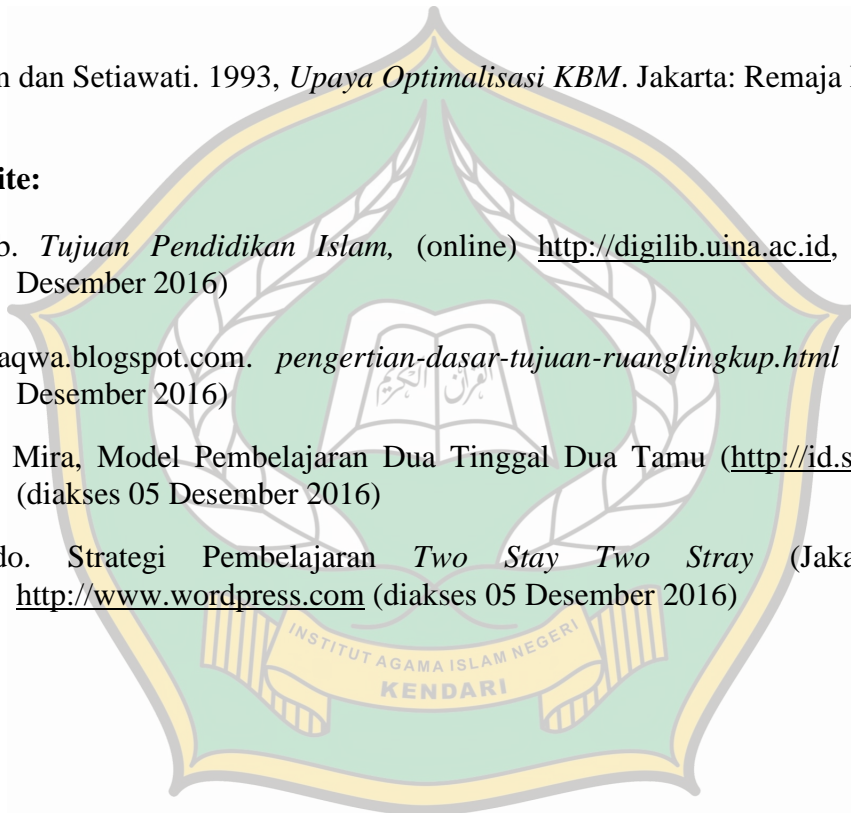 n dan Setiawati. 1993, Upaya Optimalisasi KBM. Jakarta: Remaja
ite:
b. Tujuan Pendidikan Islam, (online) http://digilib.uina.ac.id,
Desember 2016)
aqwa.blogspot.com. pengertian-dasar-tujuan-ruanglingkup.html
Desember 2016)
Mira, Model Pembelajaran Dua Tinggal Dua Tamu (http://id.s
(diakses 05 Desember 2016)
do. Strategi Pembelajaran Two Stay Two Stray (Jaka
http://www.wordpress.com (diakses 05 Desember 2016)
القرآن الكريم
INSTITUT AGAMA ISLAM NEGERI
KENDARI